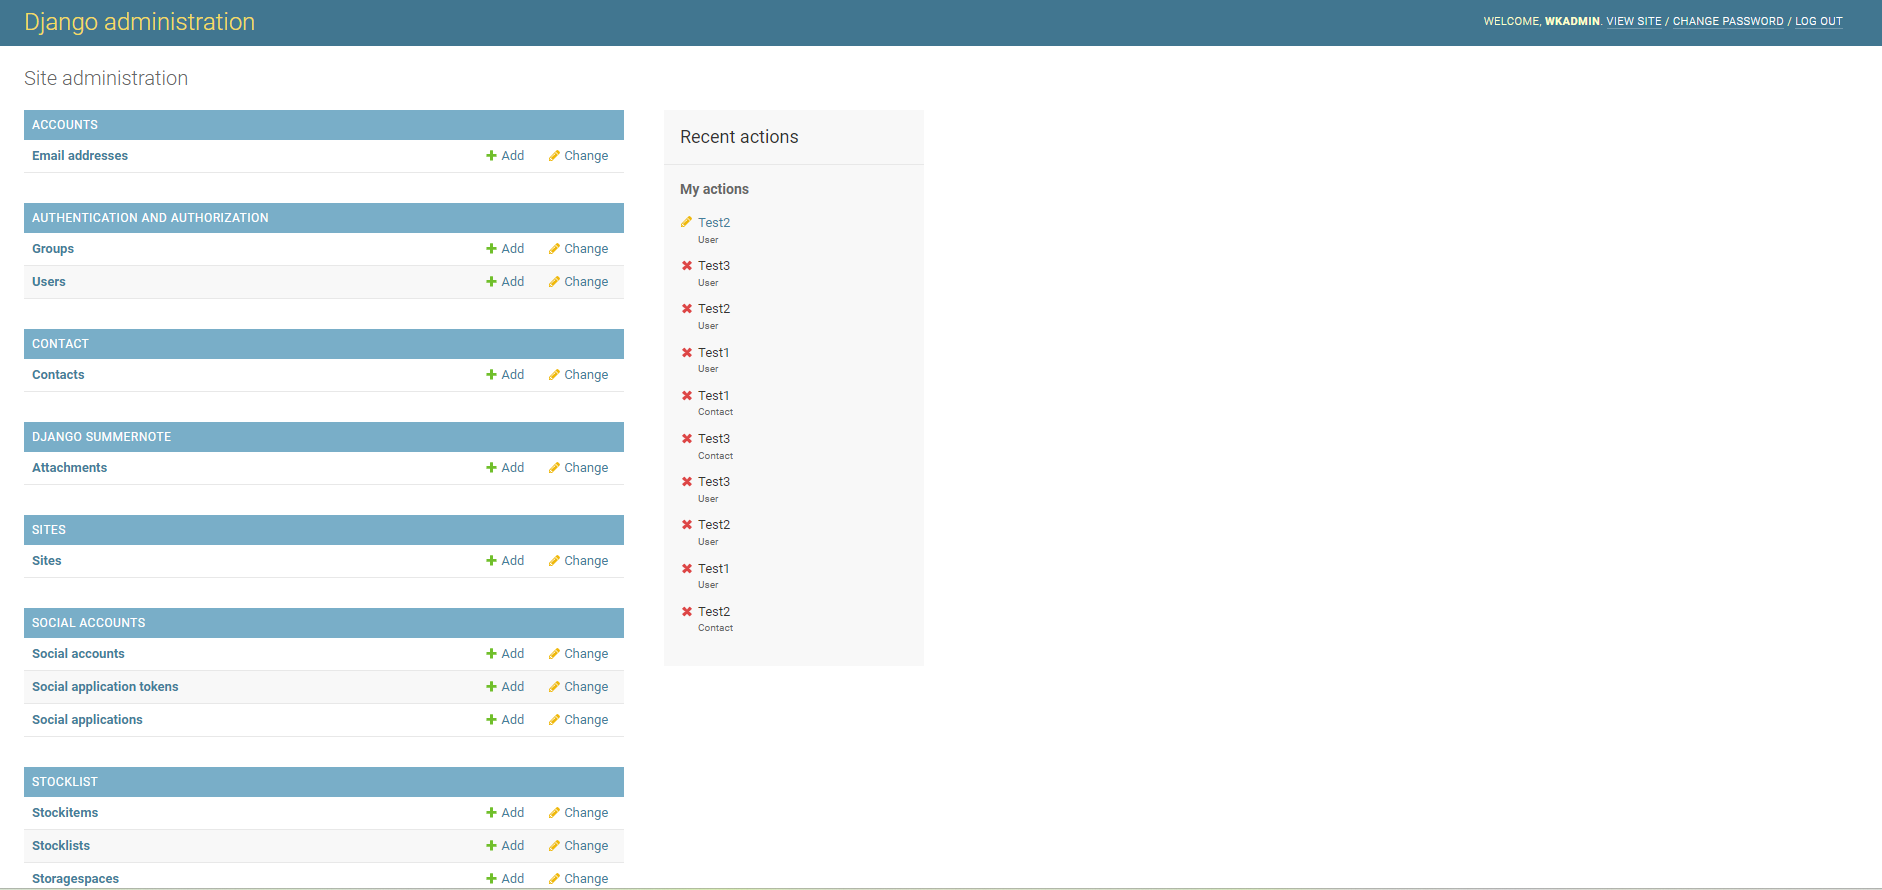 Django administration
WELCOME, WKADMIN. VIEW SITE / CHANGE PASSWORD / LOG OUT
Site administration
ACCOUNTS
Email addresses Add Change
AUTHENTICATION AND AUTHORIZATION
Groups Add Change
Users Add Change
CONTACT
Contacts Add Change
DJANGO SUMMERNOTE
Attachments Add Change
SITES
Sites Add Change
SOCIAL ACCOUNTS
Social accounts Add Change
Social application tokens Add Change
Social applications Add Change
STOCKLIST
Stockitems Add Change
Stocklists Add Change
Storagespaces Add Change
Recent actions
My actions
Test2
User
Test3
User
Test2
User
Test1
User
Test1
Contact
Test3
Contact
Test3
User
Test2
User
Test1
User
Test2
Contact